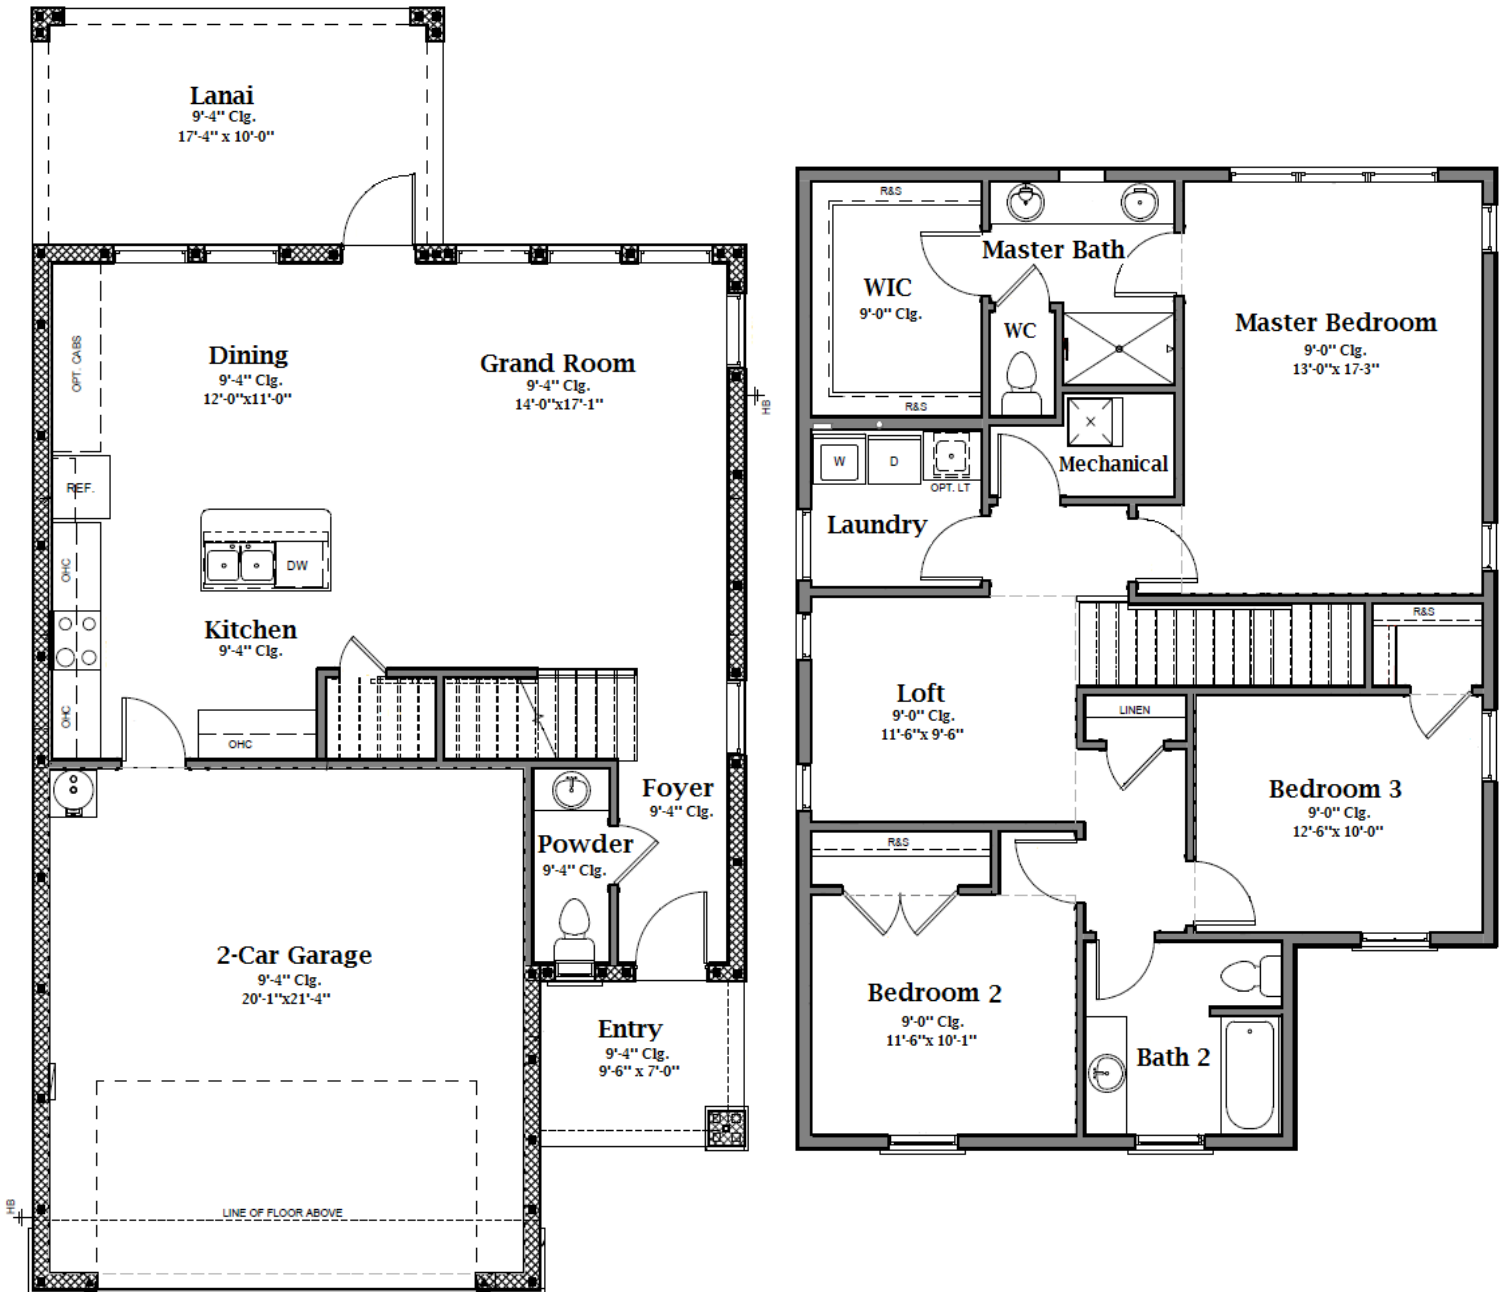 Lanai
9'-4" Clg.
17'-4" x 10'-0"
OPT. CABS
Dining
9'-4" Clg.
12'-0"x11'-0"
Grand Room
9'-4" Clg.
14'-0"x17'-1"
HB
REF.
OHC
DW
Kitchen
9'-4" Clg.
OHC
OHC
Foyer
9'-4" Clg.
Powder
9'-4" Clg.
2-Car Garage
9'-4" Clg.
20'-1"x21'-4"
Entry
9'-4" Clg.
9'-6" x 7'-0"
HB
LINE OF FLOOR ABOVE
R&S
Master Bath
WIC
9'-0" Clg.
WC
R&S
Master Bedroom
9'-0" Clg.
13'-0"x 17-3"
W
D
OPT. LT
Mechanical
Laundry
R&S
Loft
9'-0" Clg.
11'-6"x 9'-6"
LINEN
Bedroom 3
9'-0" Clg.
12'-6"x 10'-0"
R&S
Bedroom 2
9'-0" Clg.
11'-6"x 10'-1"
Bath 2